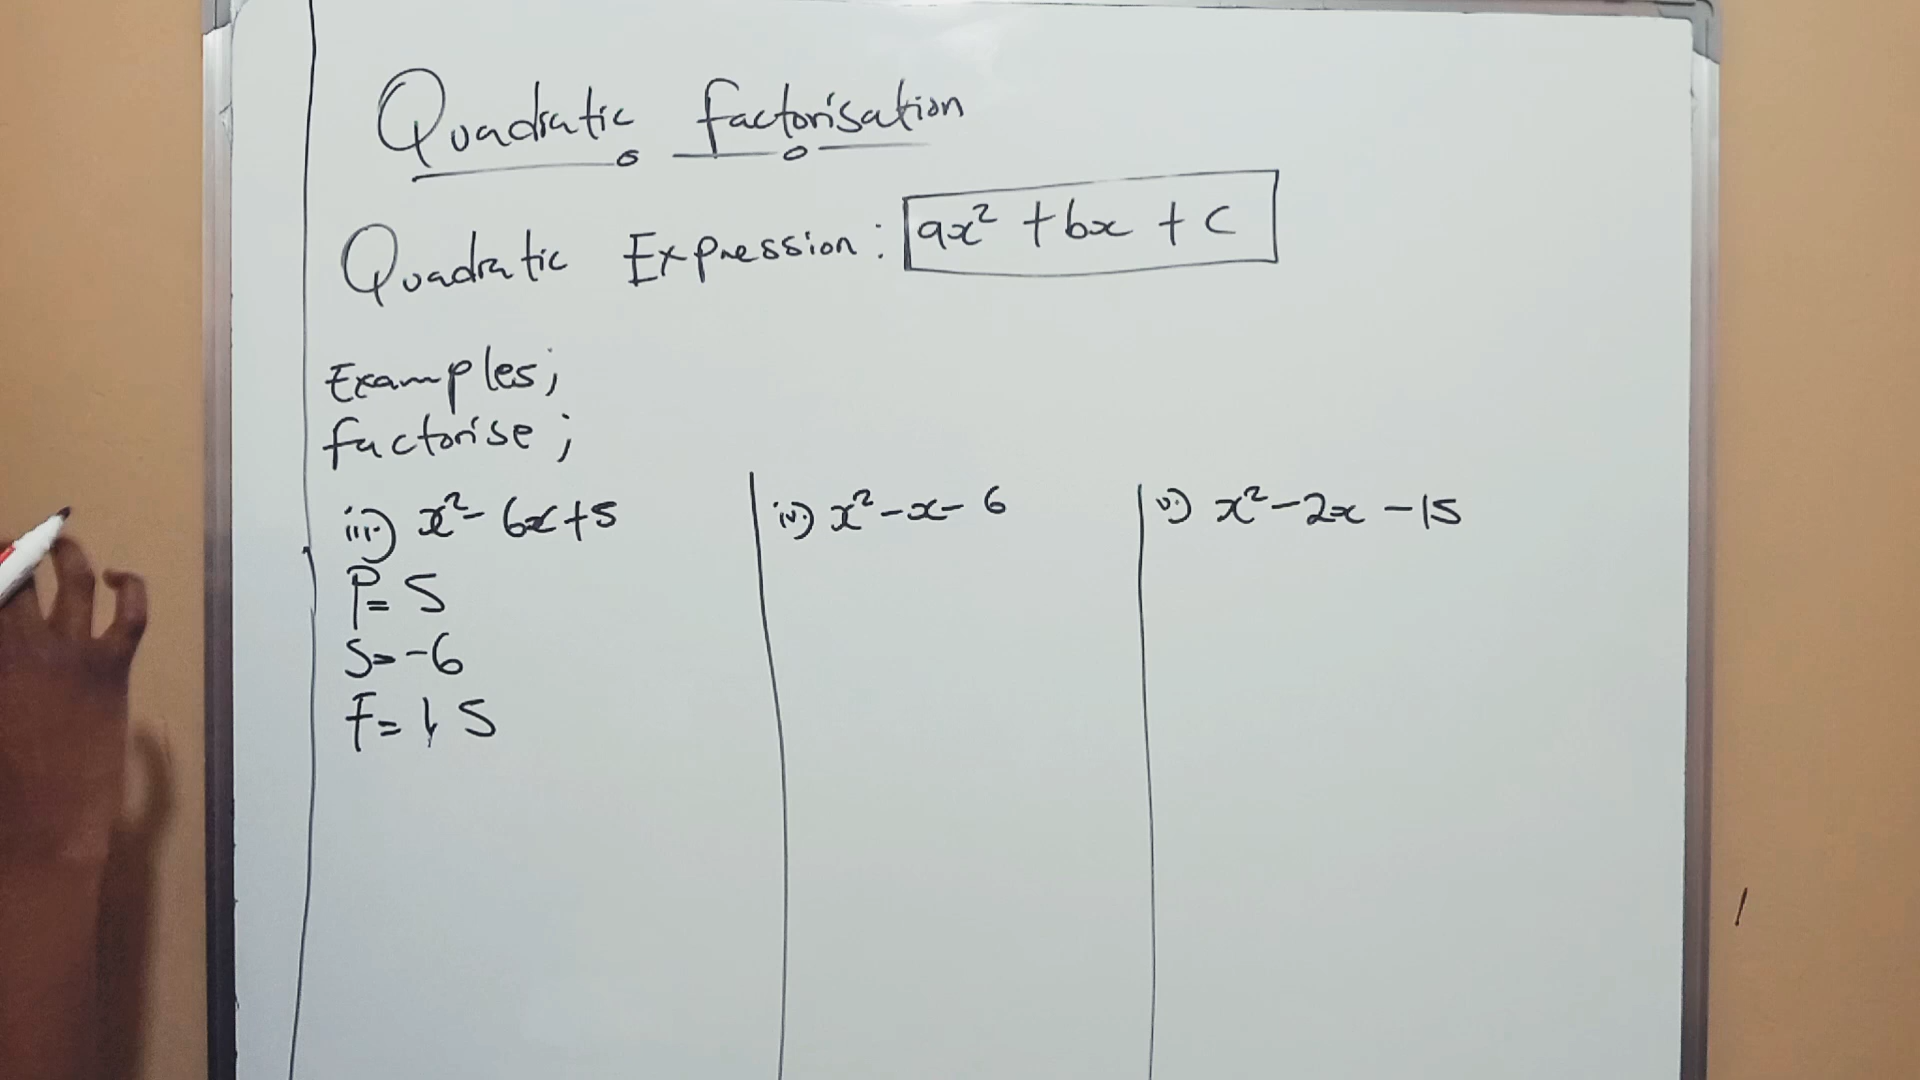 Quadratic factorisation
Quadratic Expression: ax² + bx + c
Examples;
factorise;
iii.) x² - 6x + 5
P = 5
S = -6
F = 1, 5
iv.) x² - x - 6
v.) x² - 2x - 15